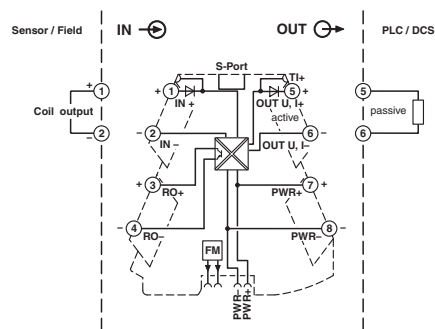 Sensor / Field IN OUT PLC / DCS
S-Port
TI+
+ 1 + 1 5 + 5
IN + OUT U, I+
Coil output active passive
2 – – 2 6 – 6
IN – OUT U, I–
+ 3 7 +
RO+ PWR+
– 4 8 –
RO– PWR–
FM
PWR–
PWR+